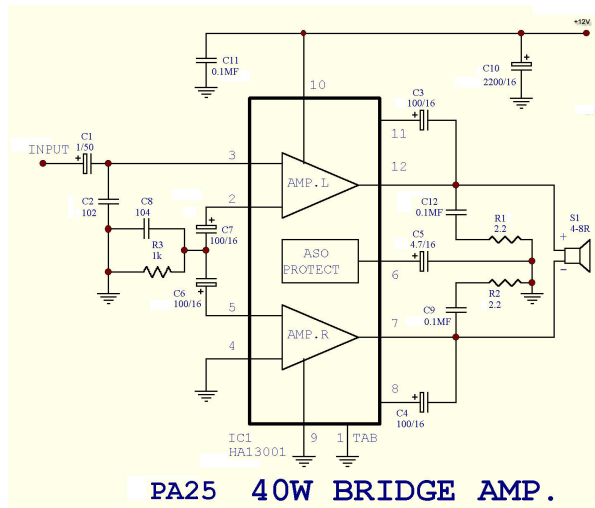 +12V
C11
0.1MF
C10
2200/16
10
C3
100/16
11
INPUT
C1
1/50
+
3
12
AMP.L
C2
102
C8
104
2
C12
0.1MF
R1
2.2
S1
4-8R
+
R3
1k
C7
100/16
ASO
PROTECT
C5
4.7/16
6
−
C6
100/16
R2
2.2
5
AMP.R
7
C9
0.1MF
4
8
C4
100/16
IC1
HA13001
9
1
TAB
PA25 40W BRIDGE AMP.